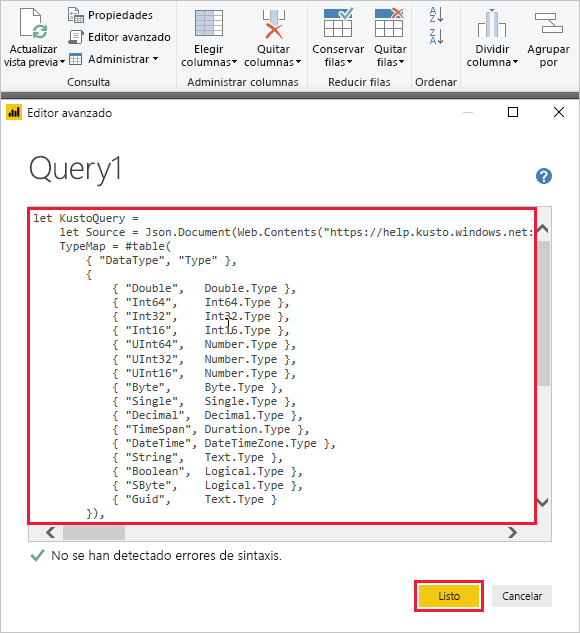 Actualizar
vista previa
Propiedades
Editor avanzado
Administrar
Consulta
Elegir
columnas
Quitar
columnas
Administrar columnas
Conservar
filas
Quitar
filas
Reducir filas
A
Z
Z
A
Ordenar
Dividir
columna
Agrupar
por
Editor avanzado
Query1
?
let KustoQuery =
let Source = Json.Document(Web.Contents("https://help.kusto.windows.net:
TypeMap = #table(
{ "DataType", "Type" },
{
{ "Double", Double.Type },
{ "Int64", Int64.Type },
{ "Int32", Int32.Type },
{ "Int16", Int16.Type },
{ "UInt64", Number.Type },
{ "UInt32", Number.Type },
{ "UInt16", Number.Type },
{ "Byte", Byte.Type },
{ "Single", Single.Type },
{ "Decimal", Decimal.Type },
{ "TimeSpan", Duration.Type },
{ "DateTime", DateTimeZone.Type },
{ "String", Text.Type },
{ "Boolean", Logical.Type },
{ "SByte", Logical.Type },
{ "Guid", Text.Type }
}),
No se han detectado errores de sintaxis.
Listo
Cancelar